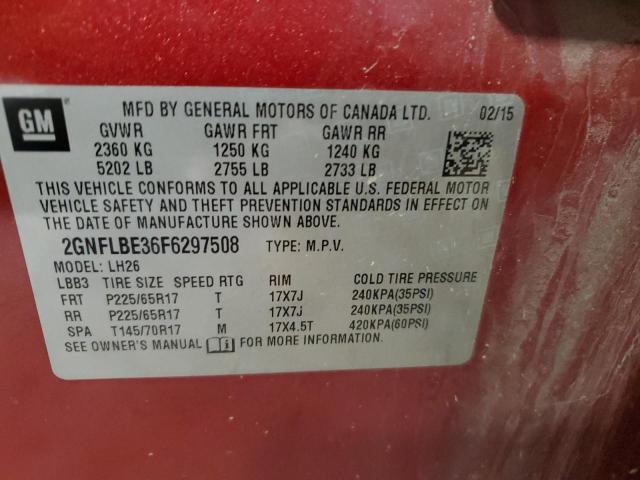 GM
MFD BY GENERAL MOTORS OF CANADA LTD. 02/15
GVWR GAWR FRT GAWR RR
2360 KG 1250 KG 1240 KG
5202 LB 2755 LB 2733 LB
THIS VEHICLE CONFORMS TO ALL APPLICABLE U.S. FEDERAL MOTOR
VEHICLE SAFETY AND THEFT PREVENTION STANDARDS IN EFFECT ON
THE DATE OF MANUFACTURE SHOWN ABOVE.
2GNFLBE36F6297508 TYPE: M.P.V.
MODEL: LH26
LBB3 TIRE SIZE SPEED RTG RIM COLD TIRE PRESSURE
FRT P225/65R17 T 17X7J 240KPA(35PSI)
RR P225/65R17 T 17X7J 240KPA(35PSI)
SPA T145/70R17 M 17X4.5T 420KPA(60PSI)
SEE OWNER'S MANUAL FOR MORE INFORMATION.